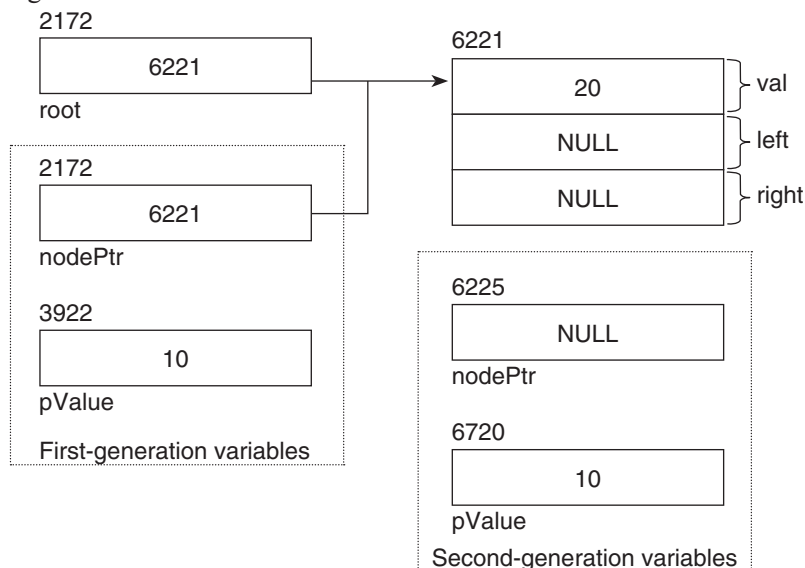 2172
6221
root
2172
6221
nodePtr
3922
10
pValue
First-generation variables
6221
20
val
NULL
left
NULL
right
6225
NULL
nodePtr
6720
10
pValue
Second-generation variables